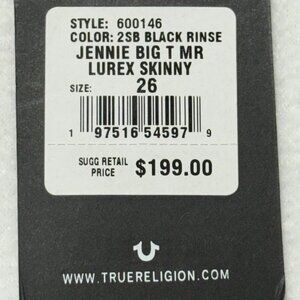 STYLE: 600146
COLOR: 2SB BLACK RINSE
JENNIE BIG T MR
LUREX SKINNY
SIZE: 26
1 97516 54597 9
SUGG RETAIL
PRICE $199.00
WWW.TRUERELIGION.COM